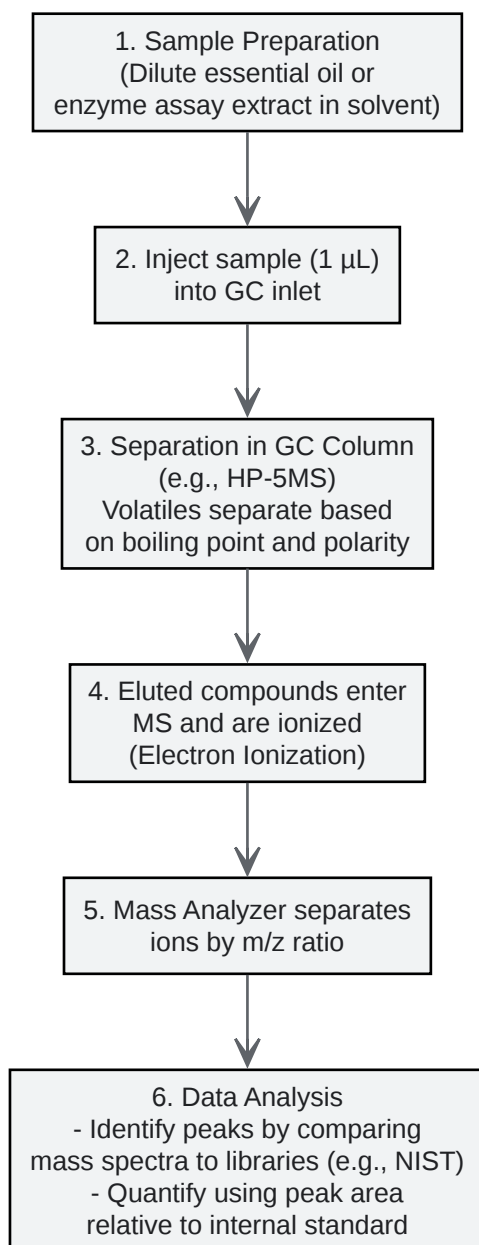 1. Sample Preparation
(Dilute essential oil or
enzyme assay extract in solvent)
2. Inject sample (1 µL)
into GC inlet
3. Separation in GC Column
(e.g., HP-5MS)
Volatiles separate based
on boiling point and polarity
4. Eluted compounds enter
MS and are ionized
(Electron Ionization)
5. Mass Analyzer separates
ions by m/z ratio
6. Data Analysis
- Identify peaks by comparing
mass spectra to libraries (e.g., NIST)
- Quantify using peak area
relative to internal standard